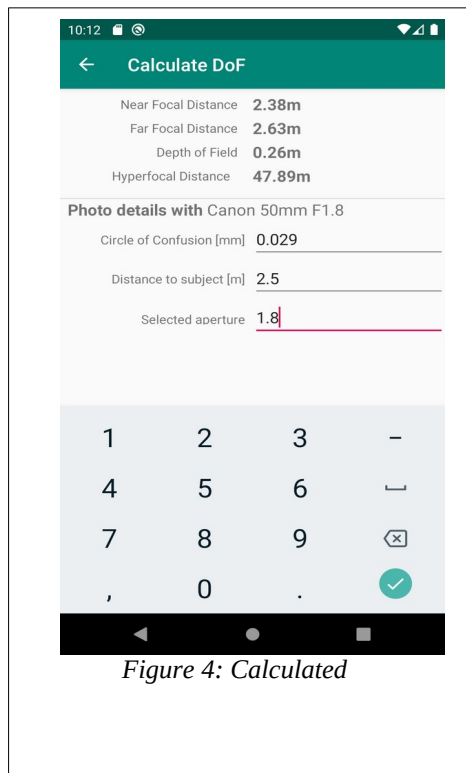 10:12
Calculate DoF
Near Focal Distance 2.38m
Far Focal Distance 2.63m
Depth of Field 0.26m
Hyperfocal Distance 47.89m
Photo details with Canon 50mm F1.8
Circle of Confusion [mm] 0.029
Distance to subject [m] 2.5
Selected aperture 1.8
1 2 3 –
4 5 6
7 8 9
, 0 .
Figure 4: Calculated